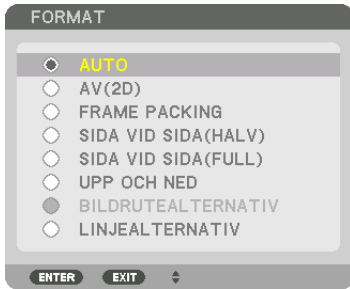 FORMAT
AUTO
AV(2D)
FRAME PACKING
SIDA VID SIDA(HALV)
SIDA VID SIDA(FULL)
UPP OCH NED
BILDRUTEALTERNATIV
LINJEALTERNATIV
ENTER EXIT